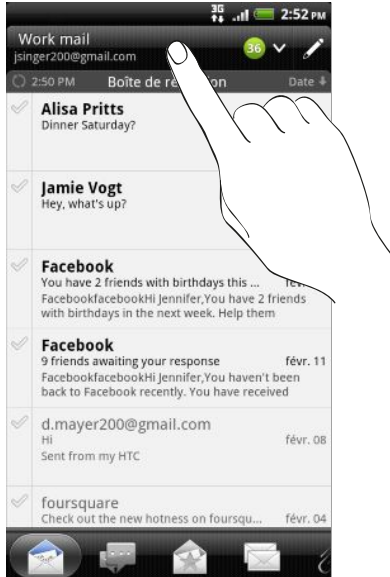 3G 2:52 PM
Work mail
jsinger200@gmail.com
36
2:50 PM Boîte de ré ion Date
Alisa Pritts
Dinner Saturday?
Jamie Vogt
Hey, what's up?
Facebook
You have 2 friends with birthdays this ...
FacebookfacebookHi Jennifer,You have 2 friends
with birthdays in the next week. Help them
Facebook
9 friends awaiting your response févr. 11
FacebookfacebookHi Jennifer,You haven't been
back to Facebook recently. You have received
d.mayer200@gmail.com
Hi févr. 08
Sent from my HTC
foursquare
Check out the new hotness on foursqu... févr. 04